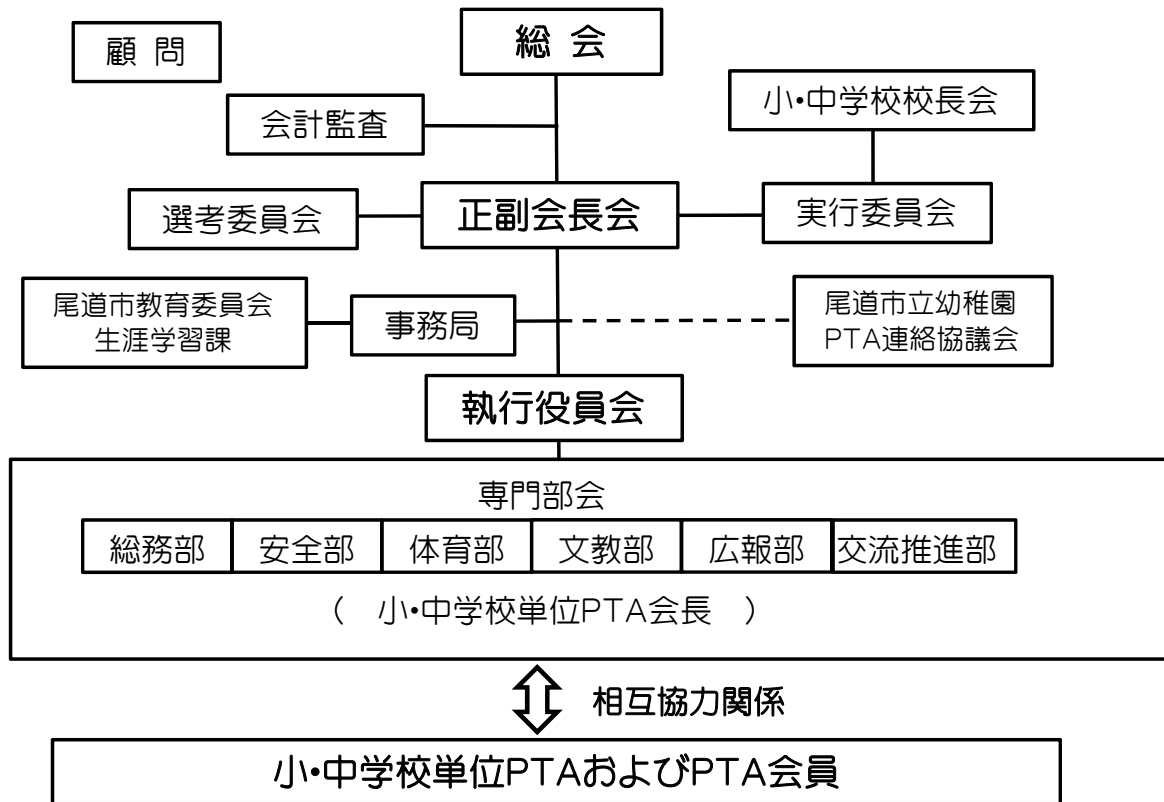 総 会
顧 問
小・中学校校長会
会計監査
選考委員会
正副会長会
実行委員会
尾道市教育委員会
生涯学習課
事務局
尾道市立幼稚園
PTA連絡協議会
執行役員会
専門部会
総務部 安全部 体育部 文教部 広報部 交流推進部
（ 小・中学校単位PTA会長 ）
相互協力関係
小・中学校単位PTAおよびPTA会員